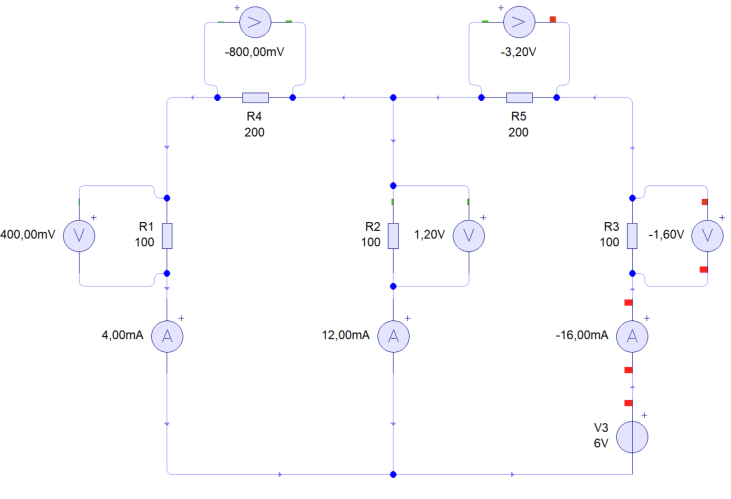 +
+
-800,00mV
-3,20V
R4
200
R5
200
+
+
+
400,00mV
V
R1
100
R2
100
1,20V
V
R3
100
-1,60V
V
+
+
+
4,00mA
A
12,00mA
A
-16,00mA
A
+
V3
6V